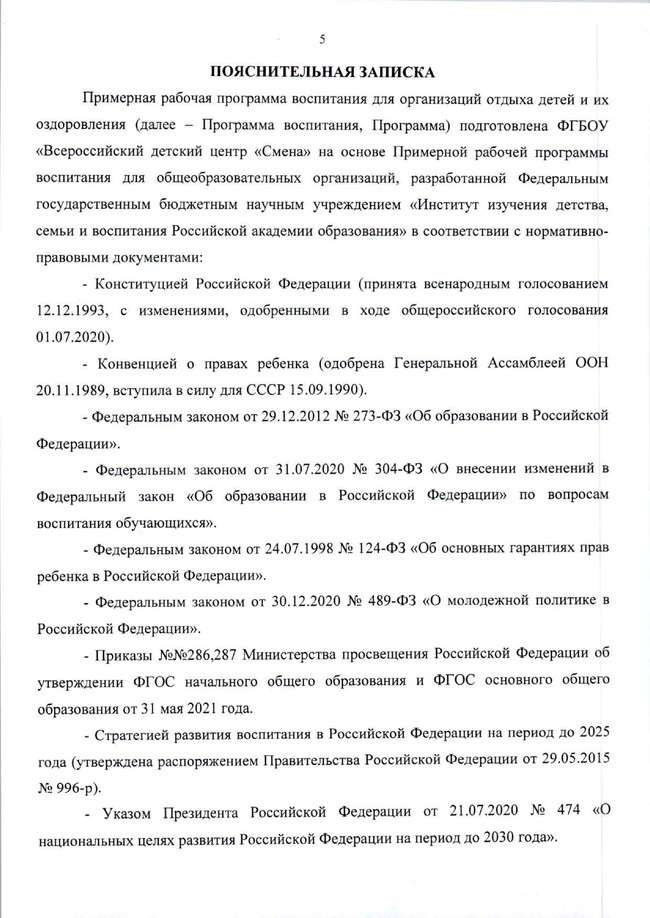 5
ПОЯСНИТЕЛЬНАЯ ЗАПИСКА
Примерная рабочая программа воспитания для организаций отдыха детей и их
оздоровления (далее – Программа воспитания, Программа) подготовлена ФГБОУ
«Всероссийский детский центр «Смена» на основе Примерной рабочей программы
воспитания для общеобразовательных организаций, разработанной Федеральным
государственным бюджетным научным учреждением «Институт изучения детства,
семьи и воспитания Российской академии образования» в соответствии с нормативно-
правовыми документами:
- Конституцией Российской Федерации (принята всенародным голосованием
12.12.1993, с изменениями, одобренными в ходе общероссийского голосования
01.07.2020).
- Конвенцией о правах ребенка (одобрена Генеральной Ассамблеей ООН
20.11.1989, вступила в силу для СССР 15.09.1990).
- Федеральным законом от 29.12.2012 № 273-ФЗ «Об образовании в Российской
Федерации».
- Федеральным законом от 31.07.2020 № 304-ФЗ «О внесении изменений в
Федеральный закон «Об образовании в Российской Федерации» по вопросам
воспитания обучающихся».
- Федеральным законом от 24.07.1998 № 124-ФЗ «Об основных гарантиях прав
ребенка в Российской Федерации».
- Федеральным законом от 30.12.2020 № 489-ФЗ «О молодежной политике в
Российской Федерации».
- Приказы №№286,287 Министерства просвещения Российской Федерации об
утверждении ФГОС начального общего образования и ФГОС основного общего
образования от 31 мая 2021 года.
- Стратегией развития воспитания в Российской Федерации на период до 2025
года (утверждена распоряжением Правительства Российской Федерации от 29.05.2015
№ 996-р).
- Указом Президента Российской Федерации от 21.07.2020 № 474 «О
национальных целях развития Российской Федерации на период до 2030 года».